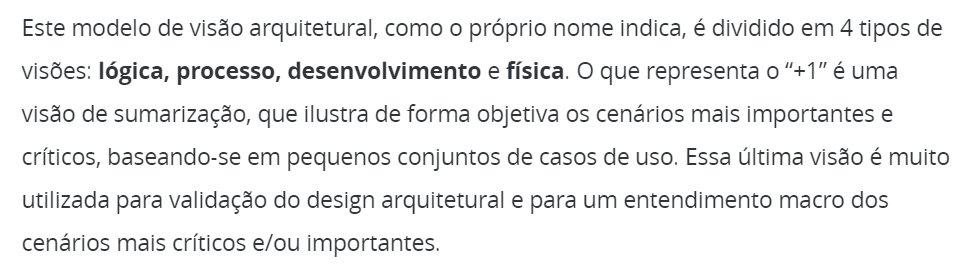 Este modelo de visão arquitetural, como o próprio nome indica, é dividido em 4 tipos de
visões: lógica, processo, desenvolvimento e física. O que representa o “+1” é uma
visão de sumarização, que ilustra de forma objetiva os cenários mais importantes e
críticos, baseando-se em pequenos conjuntos de casos de uso. Essa última visão é muito
utilizada para validação do design arquitetural e para um entendimento macro dos
cenários mais críticos e/ou importantes.